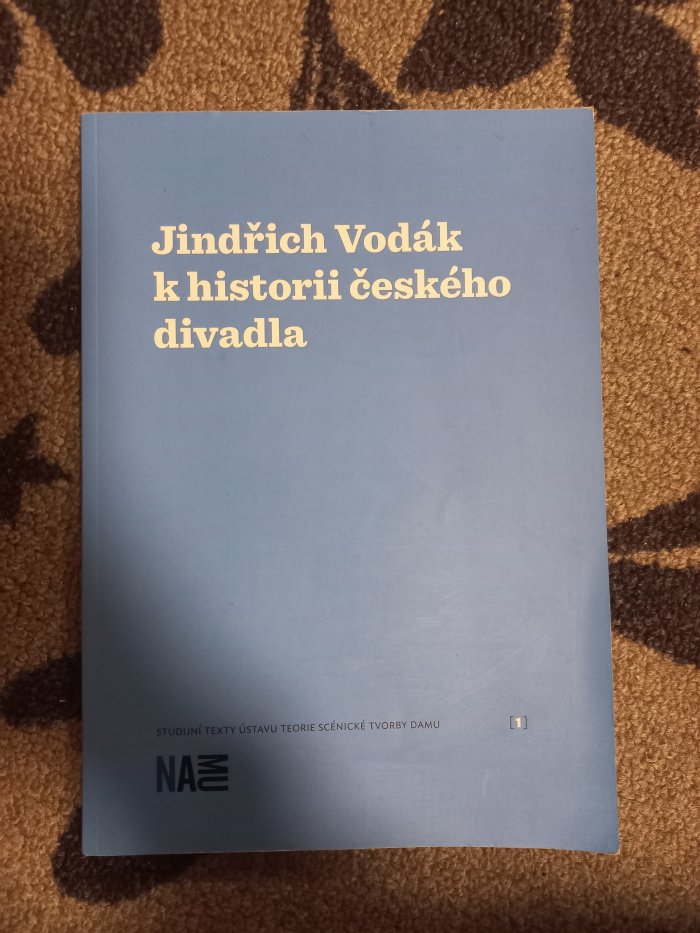 Jindřich Vodák
k historii českého
divadla
STUDIJNÍ TEXTY ÚSTAVU TEORIE SCÉNICKÉ TVORBY DAMU [1]
NAMU